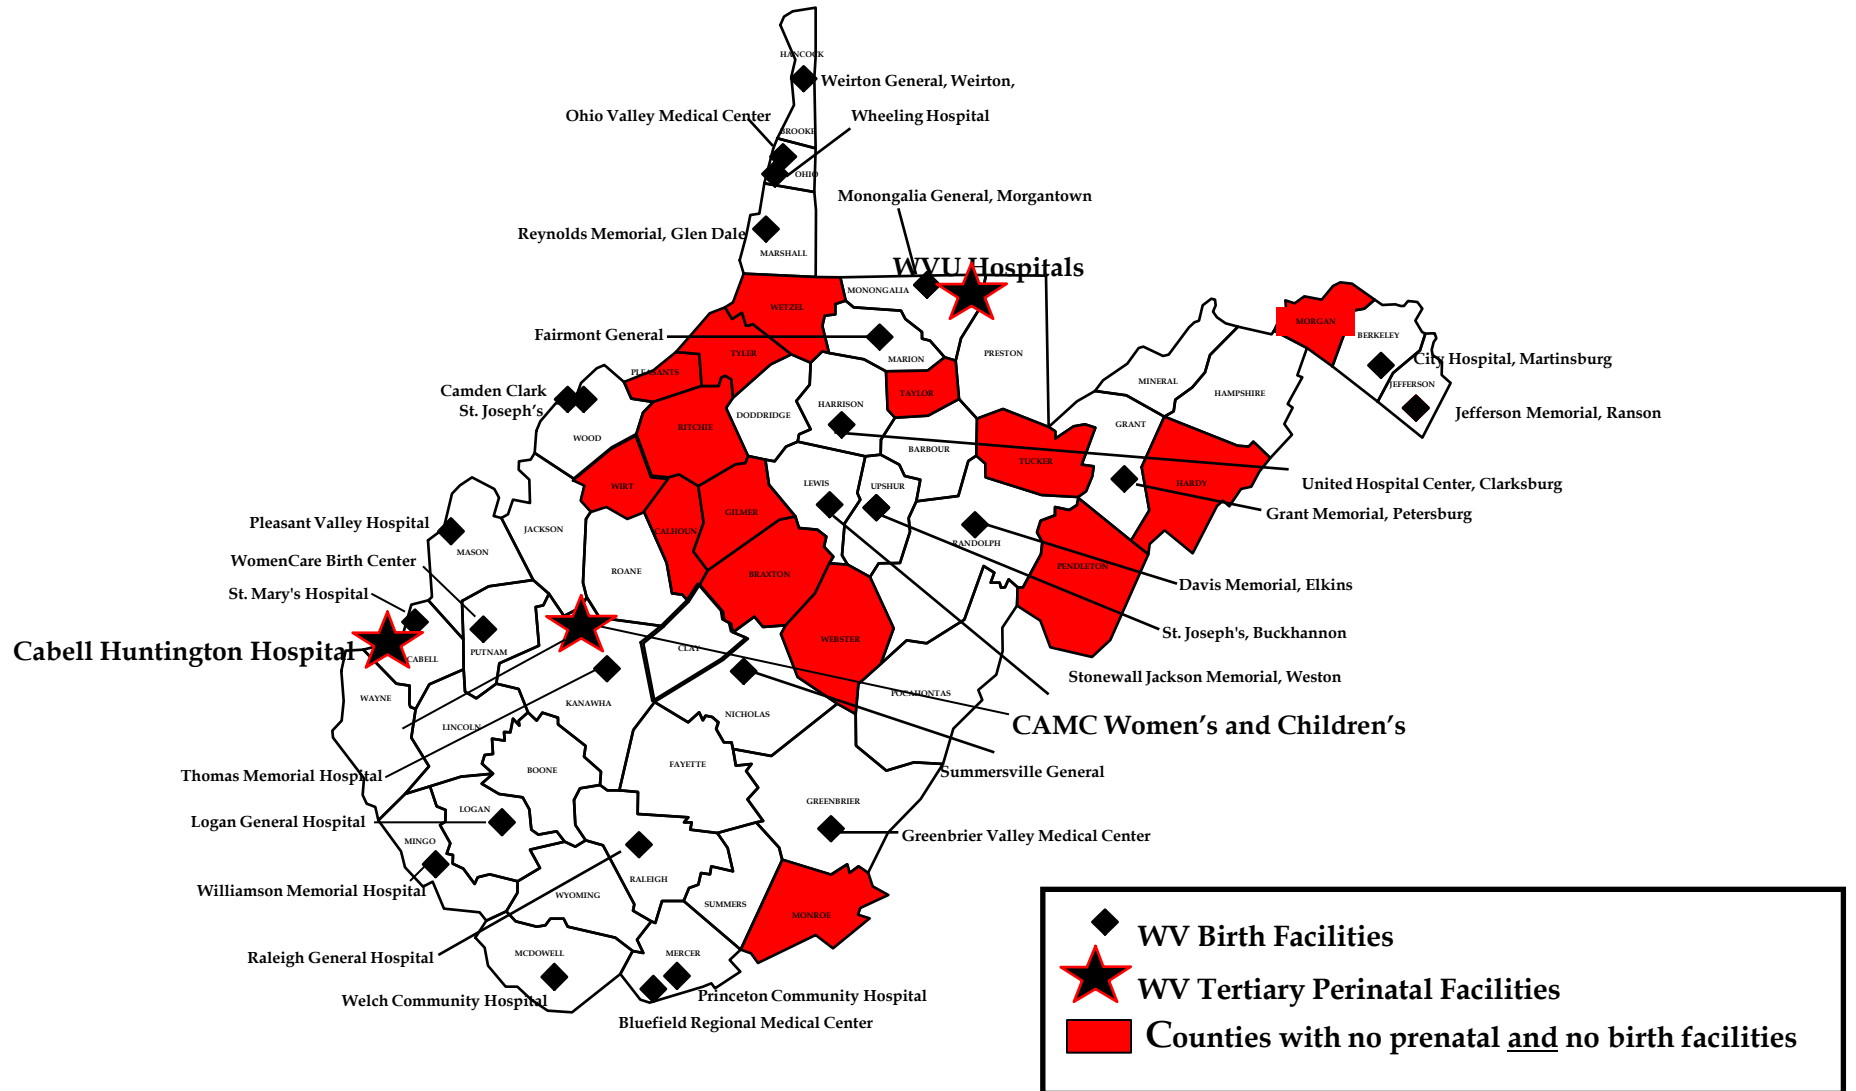 HANCOCK
Weirton General, Weirton,
Ohio Valley Medical Center
Wheeling Hospital
BROOKE
OHIO
Monongalia General, Morgantown
Reynolds Memorial, Glen Dale
MARSHALL
WVU Hospitals
WETZEL
MONONGALIA
MORGAN
Fairmont General
BERKELEY
TYLER
MARION
PRESTON
City Hospital, Martinsburg
PLEASANTS
MINERAL
JEFFERSON
Camden Clark
TAYLOR
HAMPSHIRE
St. Joseph's
HARRISON
DODDRIDGE
Jefferson Memorial, Ranson
RITCHIE
GRANT
WOOD
BARBOUR
TUCKER
WIRT
LEWIS
UPSHUR
HARDY
United Hospital Center, Clarksburg
GILMER
Grant Memorial, Petersburg
Pleasant Valley Hospital
JACKSON
CALHOUN
RANDOLPH
MASON
WomenCare Birth Center
ROANE
BRAXTON
PENDLETON
Davis Memorial, Elkins
St. Mary's Hospital
WEBSTER
St. Joseph's, Buckhannon
Cabell Huntington Hospital
CABELL
PUTNAM
CLAY
Stonewall Jackson Memorial, Weston
WAYNE
KANAWHA
POCAHONTAS
NICHOLAS
LINCOLN
CAMC Women's and Children's
Thomas Memorial Hospital
BOONE
FAYETTE
Summersville General
LOGAN
GREENBRIER
Logan General Hospital
Greenbrier Valley Medical Center
MINGO
RALEIGH
Williamson Memorial Hospital
WYOMING
SUMMERS
MONROE
Raleigh General Hospital
MCDOWELL
MERCER
Welch Community Hospital
Princeton Community Hospital
Bluefield Regional Medical Center
WV Birth Facilities
WV Tertiary Perinatal Facilities
Counties with no prenatal and no birth facilities